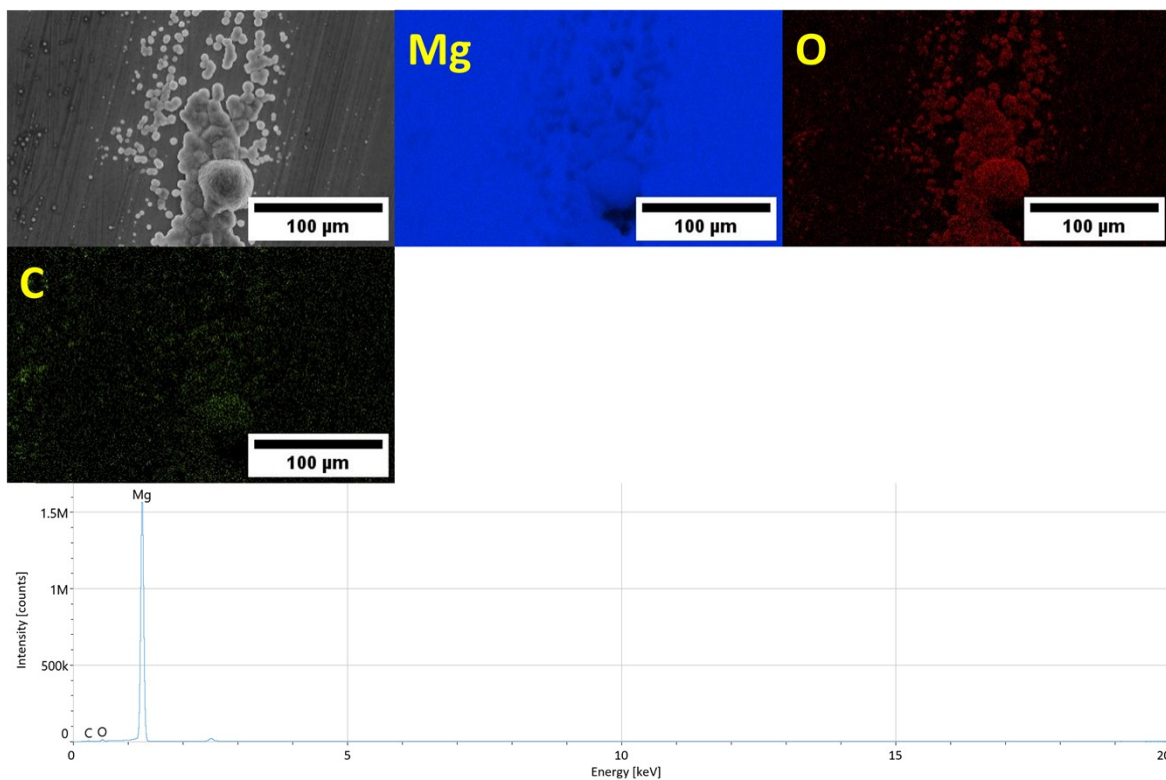 Mg
O
100 µm
100 µm
100 µm
C
100 µm
Mg
1.5M
1M
500k
0
C O
Intensity [counts]
0
5
10
15
20
Energy [keV]